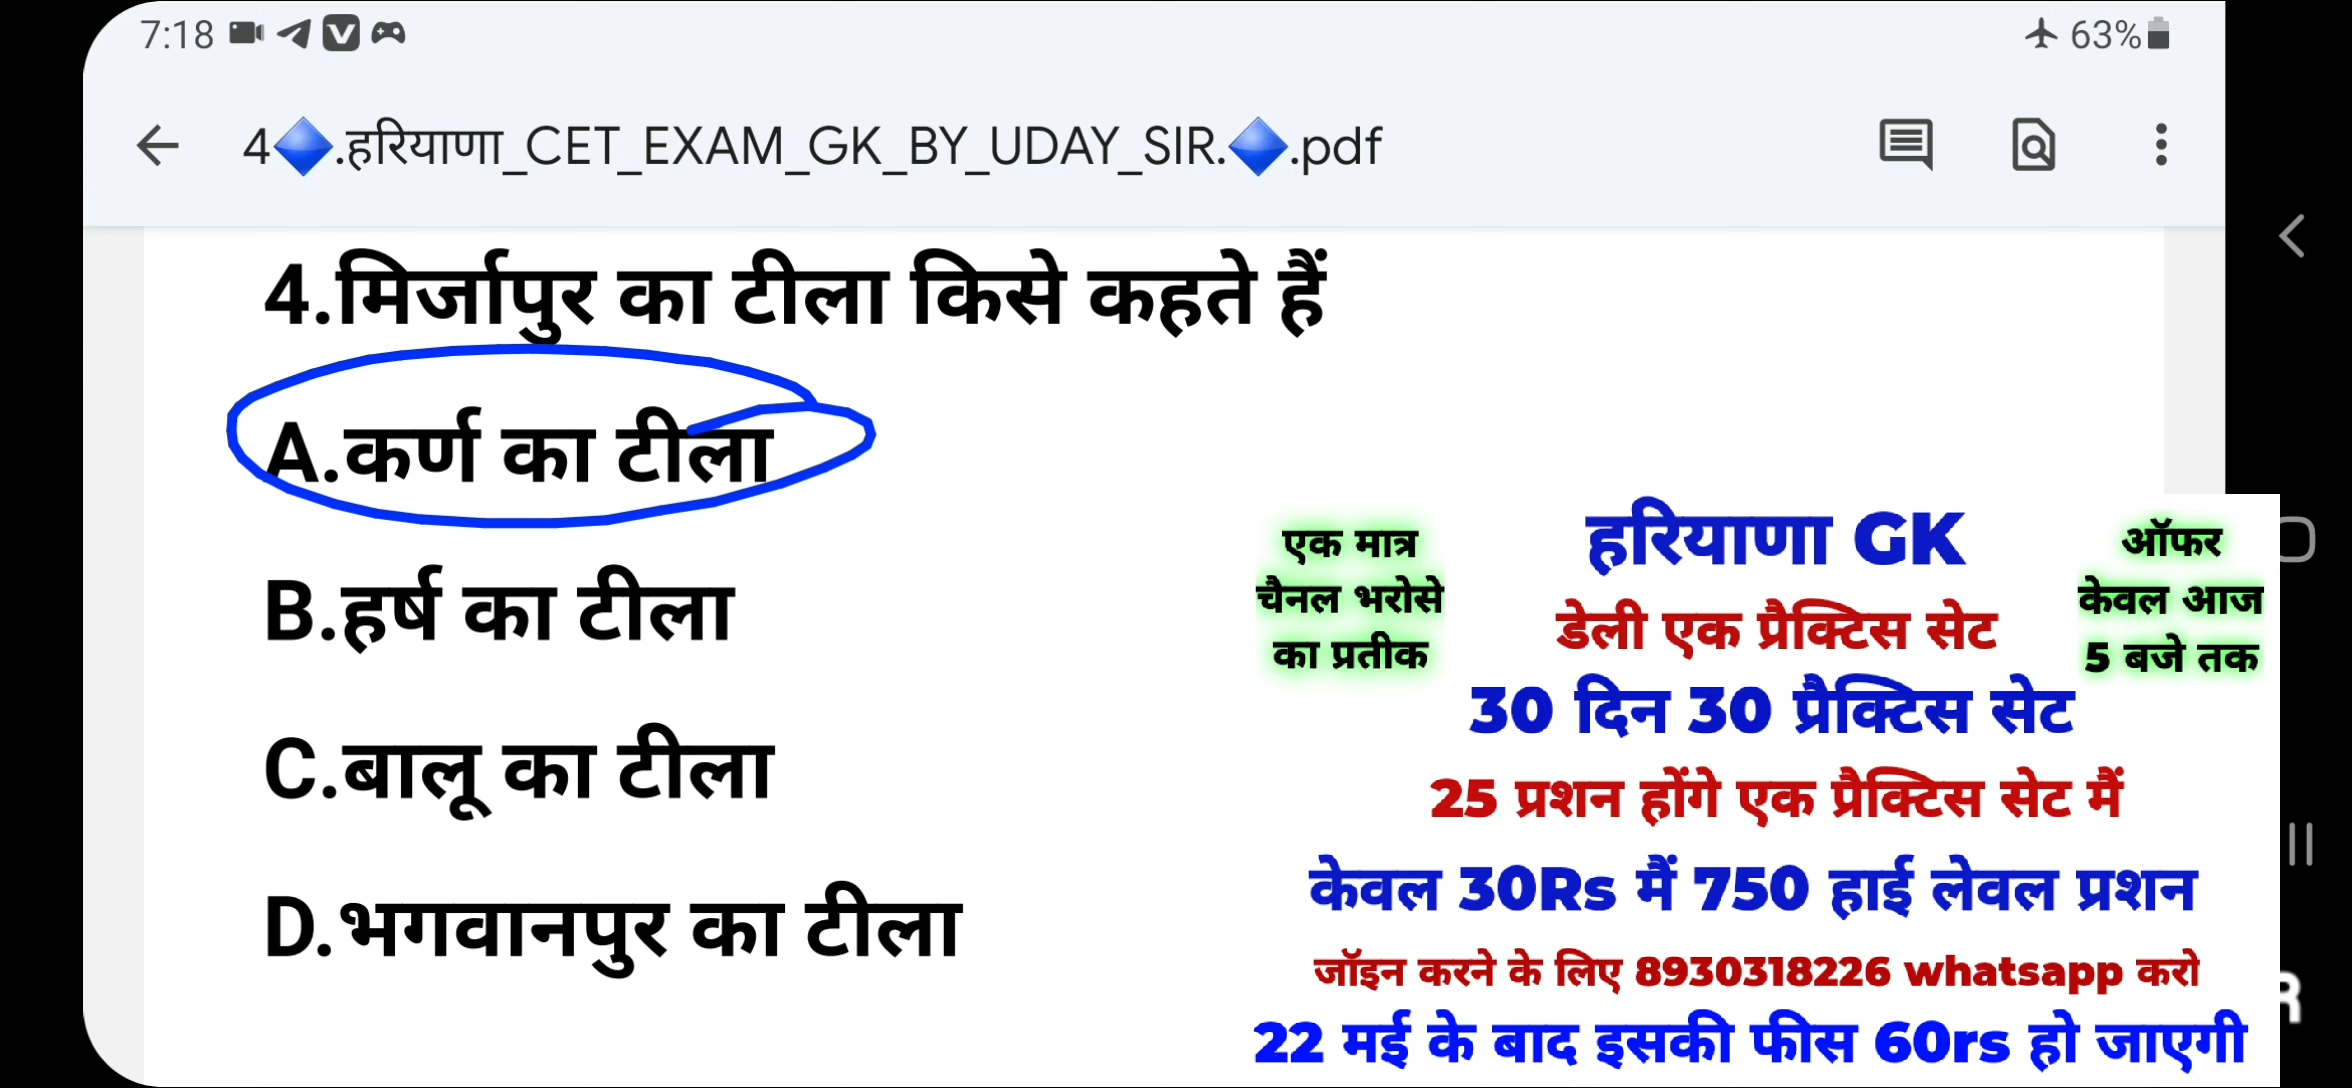 7:18
63%
4🔷.हरियाणा_CET_EXAM_GK_BY_UDAY_SIR.🔷.pdf
4.मिर्जापुर का टीला किसे कहते हैं
A.कर्ण का टीला
B.हर्ष का टीला
C.बालू का टीला
D.भगवानपुर का टीला
एक मात्र
चैनल भरोसे
का प्रतीक
हरियाणा GK
डेली एक प्रैक्टिस सेट
30 दिन 30 प्रैक्टिस सेट
25 प्रशन होंगे एक प्रैक्टिस सेट मैं
केवल 30Rs मैं 750 हाई लेवल प्रशन
जॉइन करने के लिए 8930318226 whatsapp करो
22 मई के बाद इसकी फीस 60rs हो जाएगी
ऑफर
केवल आज
5 बजे तक